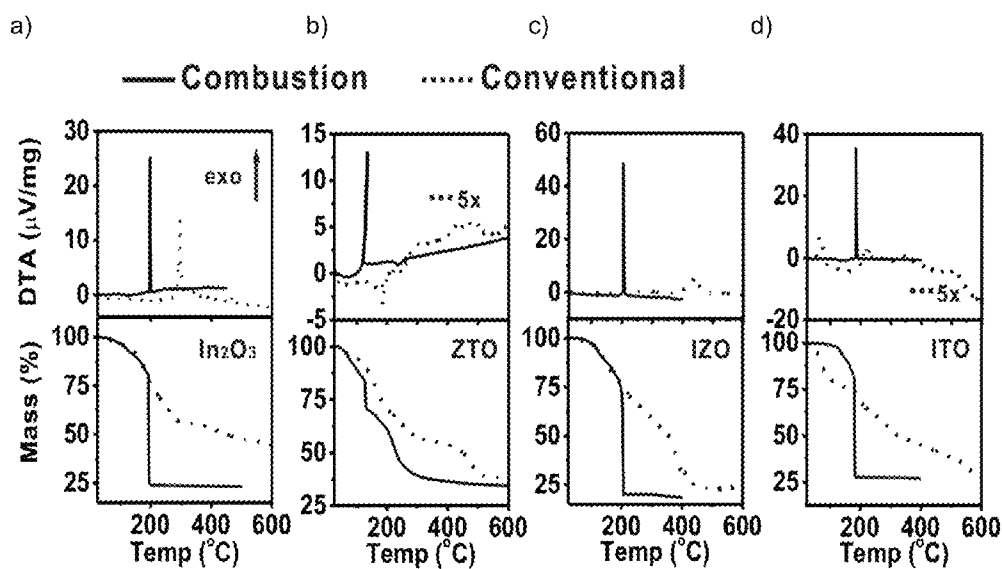 a) b) c) d)
Combustion Conventional
30 15 60 40
exo 5x 5x
20 10 40 20
10 5 20 0
0 0 0 -20
-5
DTA (μV/mg)
In₂O₃ ZTO IZO ITO
100 100 100 100
75 75 75 75
50 50 50 50
25 25 25 25
Mass (%)
200 400 600 200 400 600 200 400 600 200 400 600
Temp (°C) Temp (°C) Temp (°C) Temp (°C)